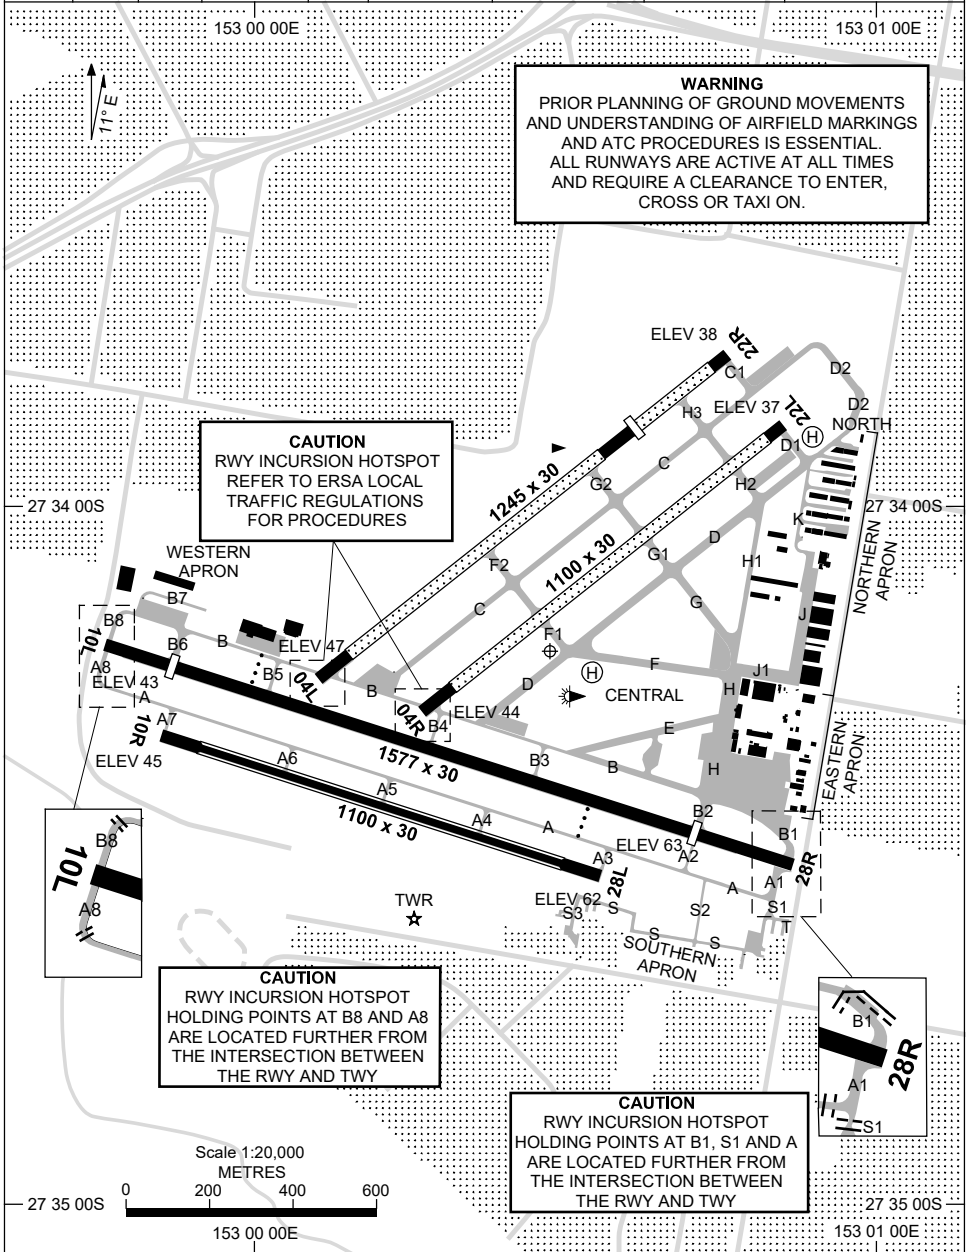 153 00 00E
153 01 00E
11° E
WARNING
PRIOR PLANNING OF GROUND MOVEMENTS
AND UNDERSTANDING OF AIRFIELD MARKINGS
AND ATC PROCEDURES IS ESSENTIAL.
ALL RUNWAYS ARE ACTIVE AT ALL TIMES
AND REQUIRE A CLEARANCE TO ENTER,
CROSS OR TAXI ON.
ELEV 38
22R
C1
D2
H3
ELEV 37
22L
D2
NORTH
H
D1
CAUTION
RWY INCURSION HOTSPOT
REFER TO ERSA LOCAL
TRAFFIC REGULATIONS
FOR PROCEDURES
C
G2
H2
1245 x 30
27 34 00S
27 34 00S
K
D
WESTERN
APRON
F2
1100 x 30
G1
H1
NORTHERN
APRON
B7
C
G
J
B8
10L
B6
B
ELEV 47
F1
F
A8
ELEV 43
B5
04L
B
D
H
H
J1
CENTRAL
A
10R
A7
04R
B4
ELEV 44
E
ELEV 45
A6
1577 x 30
B3
B
H
EASTERN
APRON
A5
1100 x 30
A4
A
B2
B1
ELEV 63
A2
28R
B8
10L
A8
A3
28L
A
A1
ELEV 62
S3
S
S2
S1
T
TWR
S
S
SOUTHERN
APRON
CAUTION
RWY INCURSION HOTSPOT
HOLDING POINTS AT B8 AND A8
ARE LOCATED FURTHER FROM
THE INTERSECTION BETWEEN
THE RWY AND TWY
B1
28R
A1
S1
CAUTION
RWY INCURSION HOTSPOT
HOLDING POINTS AT B1, S1 AND A
ARE LOCATED FURTHER FROM
THE INTERSECTION BETWEEN
THE RWY AND TWY
Scale 1:20,000
METRES
0 200 400 600
27 35 00S
27 35 00S
153 00 00E
153 01 00E